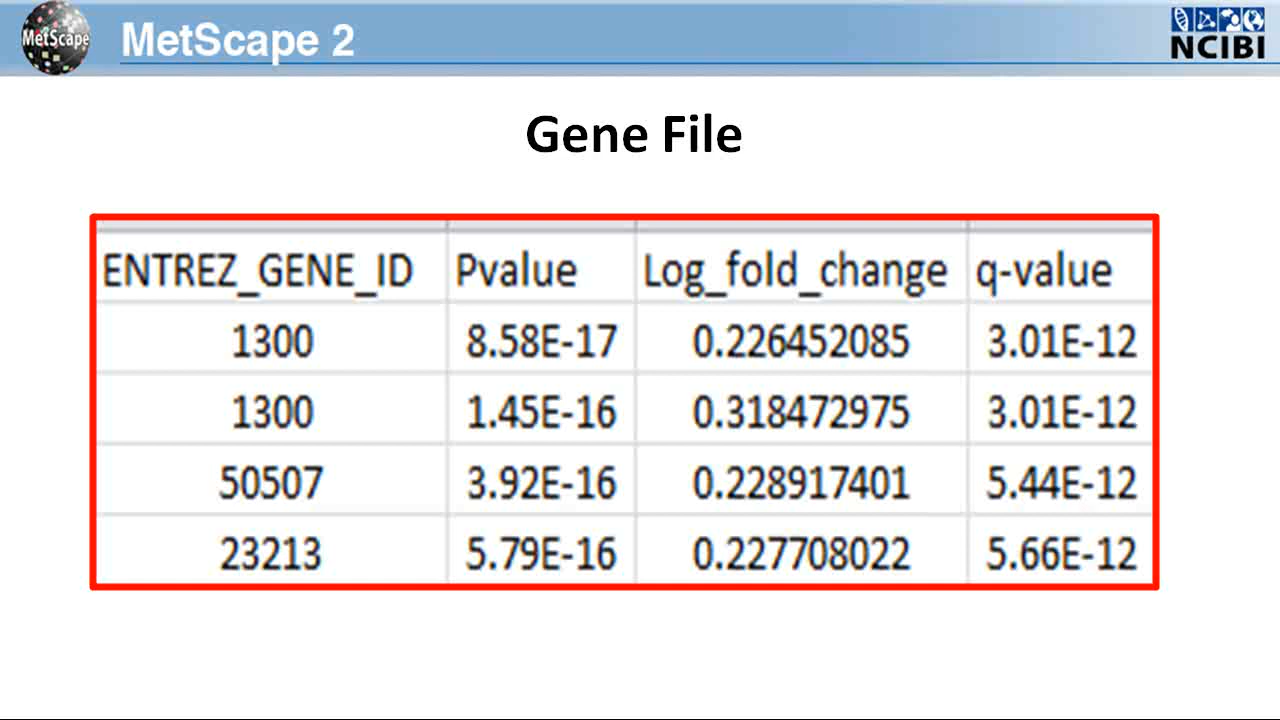 MetScape
MetScape 2
NCIBI
Gene File
ENTREZ_GENE_ID Pvalue Log_fold_change q-value
1300 8.58E-17 0.226452085 3.01E-12
1300 1.45E-16 0.318472975 3.01E-12
50507 3.92E-16 0.228917401 5.44E-12
23213 5.79E-16 0.227708022 5.66E-12